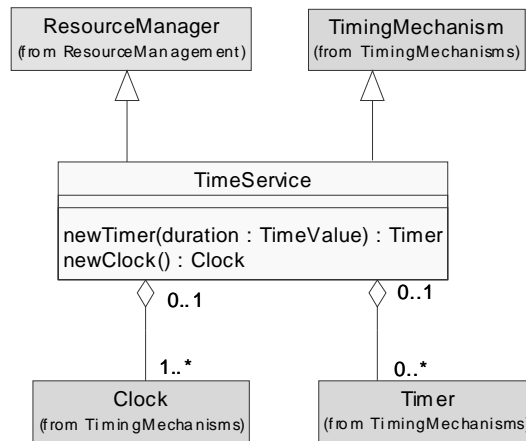 ResourceManager
(from ResourceManagement)
TimingMechanism
(from TimingMechanisms)
TimeService
newTimer(duration : TimeValue) : Timer
newClock() : Clock
0..1
0..1
1..*
0..*
Clock
(from TimingMechanisms)
Timer
(from TimingMechanisms)